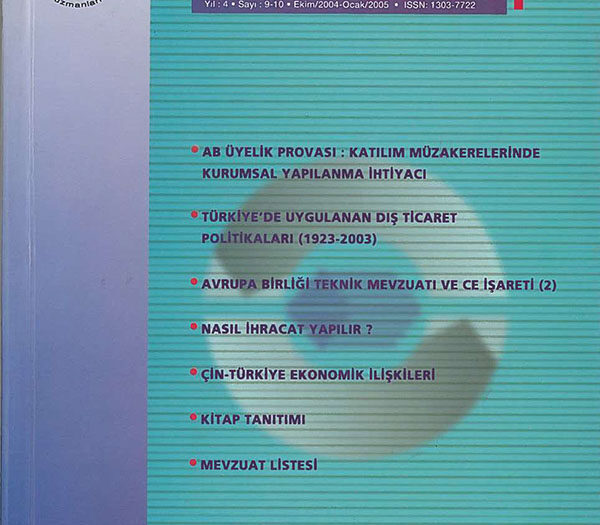 uzmanları
Yıl : 4 • Sayı : 9-10 • Ekim/2004-Ocak/2005 • ISSN: 1303-7722
• AB ÜYELİK PROVASI : KATILIM MÜZAKERELERİNDE
KURUMSAL YAPILANMA İHTİYACI
• TÜRKİYE'DE UYGULANAN DIŞ TİCARET
POLİTİKALARI (1923-2003)
• AVRUPA BİRLİĞİ TEKNİK MEVZUATI VE CE İŞARETİ (2)
• NASIL İHRACAT YAPILIR ?
• ÇİN-TÜRKİYE EKONOMİK İLİŞKİLERİ
• KİTAP TANITIMI
• MEVZUAT LİSTESİ